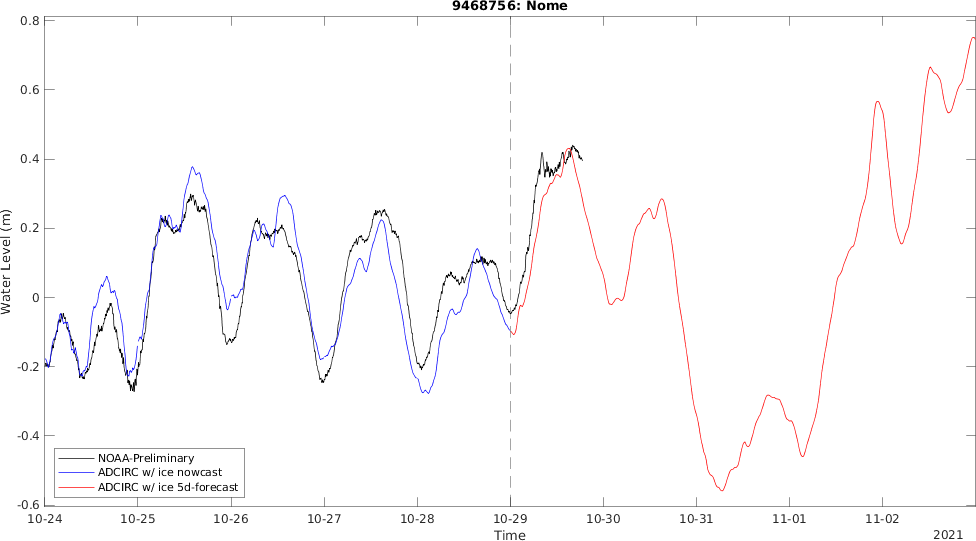 9468756: Nome
0.8
0.6
0.4
0.2
0
-0.2
-0.4
-0.6
Water Level (m)
NOAA-Preliminary
ADCIRC w/ ice nowcast
ADCIRC w/ ice 5d-forecast
10-24 10-25 10-26 10-27 10-28 10-29 10-30 10-31 11-01 11-02
Time
2021